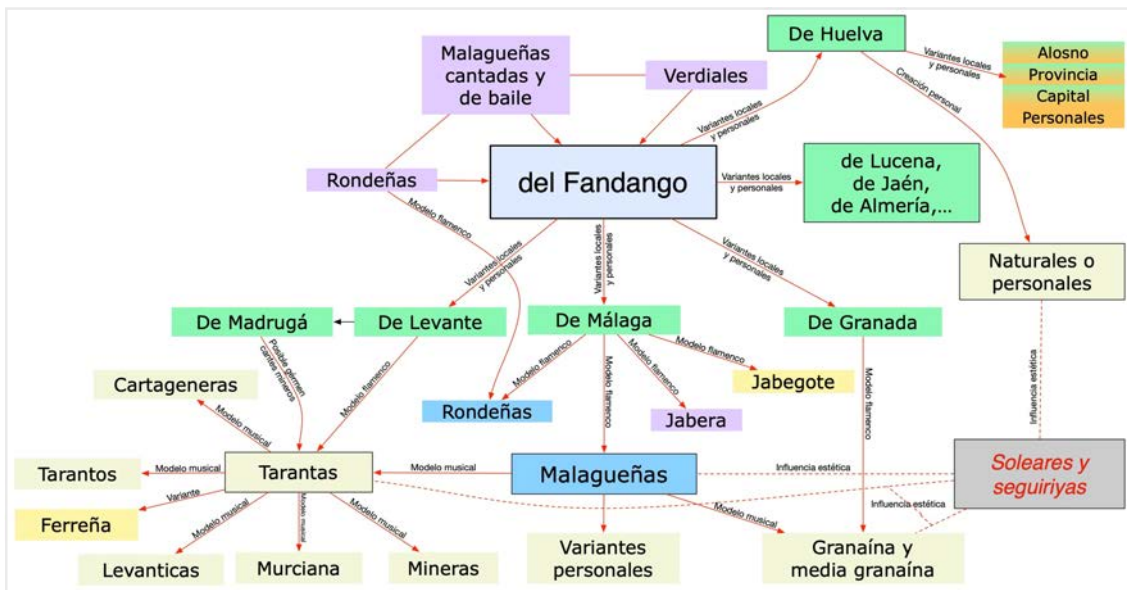 De Huelva
Variantes locales
y personales
Alosno
Provincia
Capital
Personales
Malagueñas
cantadas y
de baile
Verdiales
Variantes locales
y personales
Creación personal
Rondeñas
del Fandango
Variantes locales
y personales
de Lucena,
de Jaén,
de Almería,...
Modelo flamenco
Variantes locales
y personales
Variantes locales
y personales
Variantes locales
y personales
Naturales o
personales
De Madrugá
De Levante
De Málaga
De Granada
Posible gérmen
cantes mineros
Modelo flamenco
Modelo flamenco
Modelo flamenco
Modelo flamenco
Modelo flamenco
Modelo flamenco
Influencia estética
Cartageneras
Rondeñas
Jabera
Jabegote
Modelo musical
Tarantos
Modelo musical
Tarantas
Modelo musical
Malagueñas
Influencia estética
Soleares y
seguiriyas
Variante
Ferreña
Modelo musical
Modelo musical
Modelo musical
Modelo musical
Influencia estética
Levanticas
Murciana
Mineras
Variantes
personales
Granaína y
media granaína